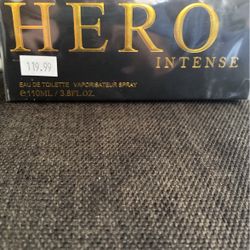 HERO
INTENSE
119.99
EAU DE TOILETTE VAPORISATEUR SPRAY
℮110ML / 3.8FL.OZ.